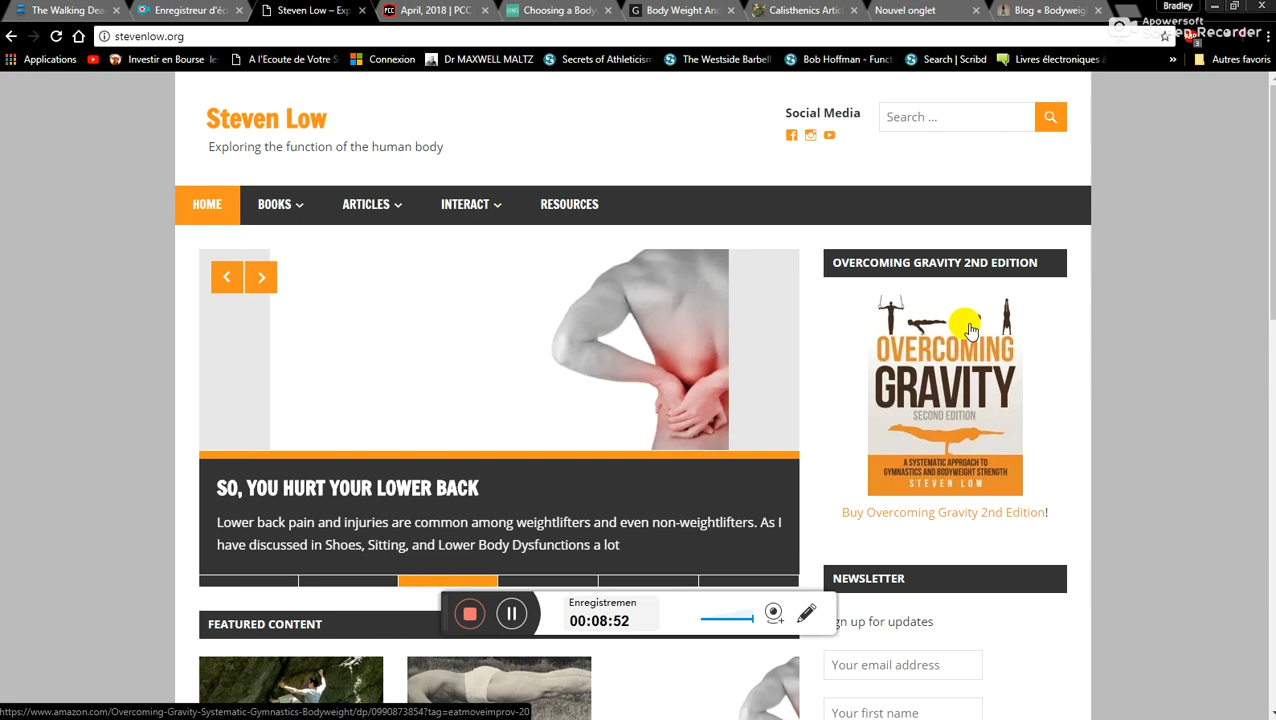 The Walking Dea
Enregistreur d'éc
Steven Low – Exp
April, 2018 | PCC
Choosing a Body
Body Weight And
Calisthenics Artic
Nouvel onglet
Blog « Bodyweig
Bradley
stevenlow.org
Apowersoft
Screen Recorder
Applications
Investir en Bourse
A l'Ecoute de Votre S
Connexion
Dr MAXWELL MALTZ
Secrets of Athleticism
The Westside Barbell
Bob Hoffman - Funct
Search | Scribd
Livres électroniques
»
Autres favoris
Steven Low
Exploring the function of the human body
Social Media
Search ...
HOME
BOOKS
ARTICLES
INTERACT
RESOURCES
OVERCOMING GRAVITY 2ND EDITION
OVERCOMING
GRAVITY
SECOND EDITION
A SYSTEMATIC APPROACH TO
GYMNASTICS AND BODYWEIGHT STRENGTH
STEVEN LOW
Buy Overcoming Gravity 2nd Edition!
SO, YOU HURT YOUR LOWER BACK
Lower back pain and injuries are common among weightlifters and even non-weightlifters. As I
have discussed in Shoes, Sitting, and Lower Body Dysfunctions a lot
NEWSLETTER
Enregistremen
00:08:52
gn up for updates
FEATURED CONTENT
Your email address
Your first name
https://www.amazon.com/Overcoming-Gravity-Systematic-Gymnastics-Bodyweight/dp/0990873854?tag=eatmoveimprov-20